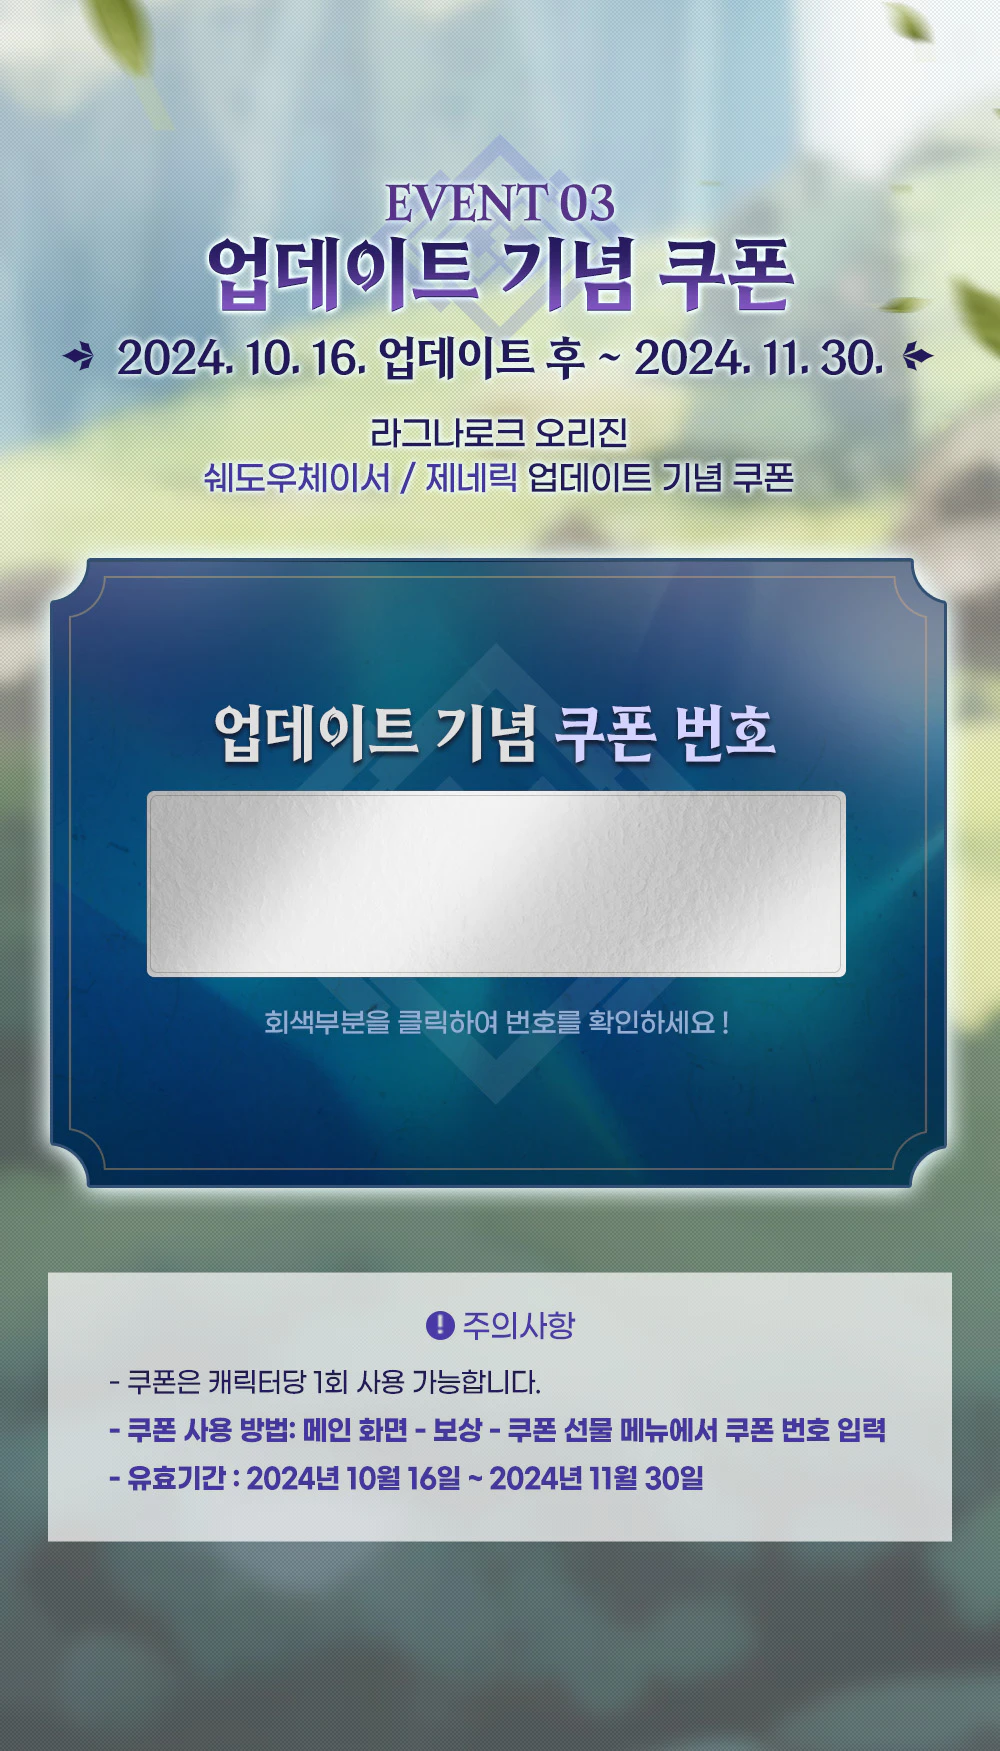 EVENT 03
업데이트 기념 쿠폰
2024. 10. 16. 업데이트 후 ~ 2024. 11. 30.
라그나로크 오리진
쉐도우체이서 / 제네릭 업데이트 기념 쿠폰
업데이트 기념 쿠폰 번호
회색부분을 클릭하여 번호를 확인하세요 !
! 주의사항
- 쿠폰은 캐릭터당 1회 사용 가능합니다.
- 쿠폰 사용 방법: 메인 화면 - 보상 - 쿠폰 선물 메뉴에서 쿠폰 번호 입력
- 유효기간 : 2024년 10월 16일 ~ 2024년 11월 30일